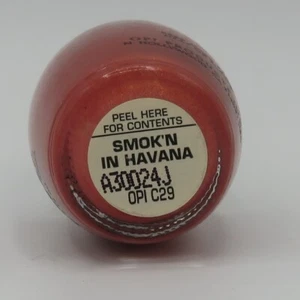 PEEL HERE
FOR CONTENTS
SMOK'N
IN HAVANA
A30024J
OPI C29